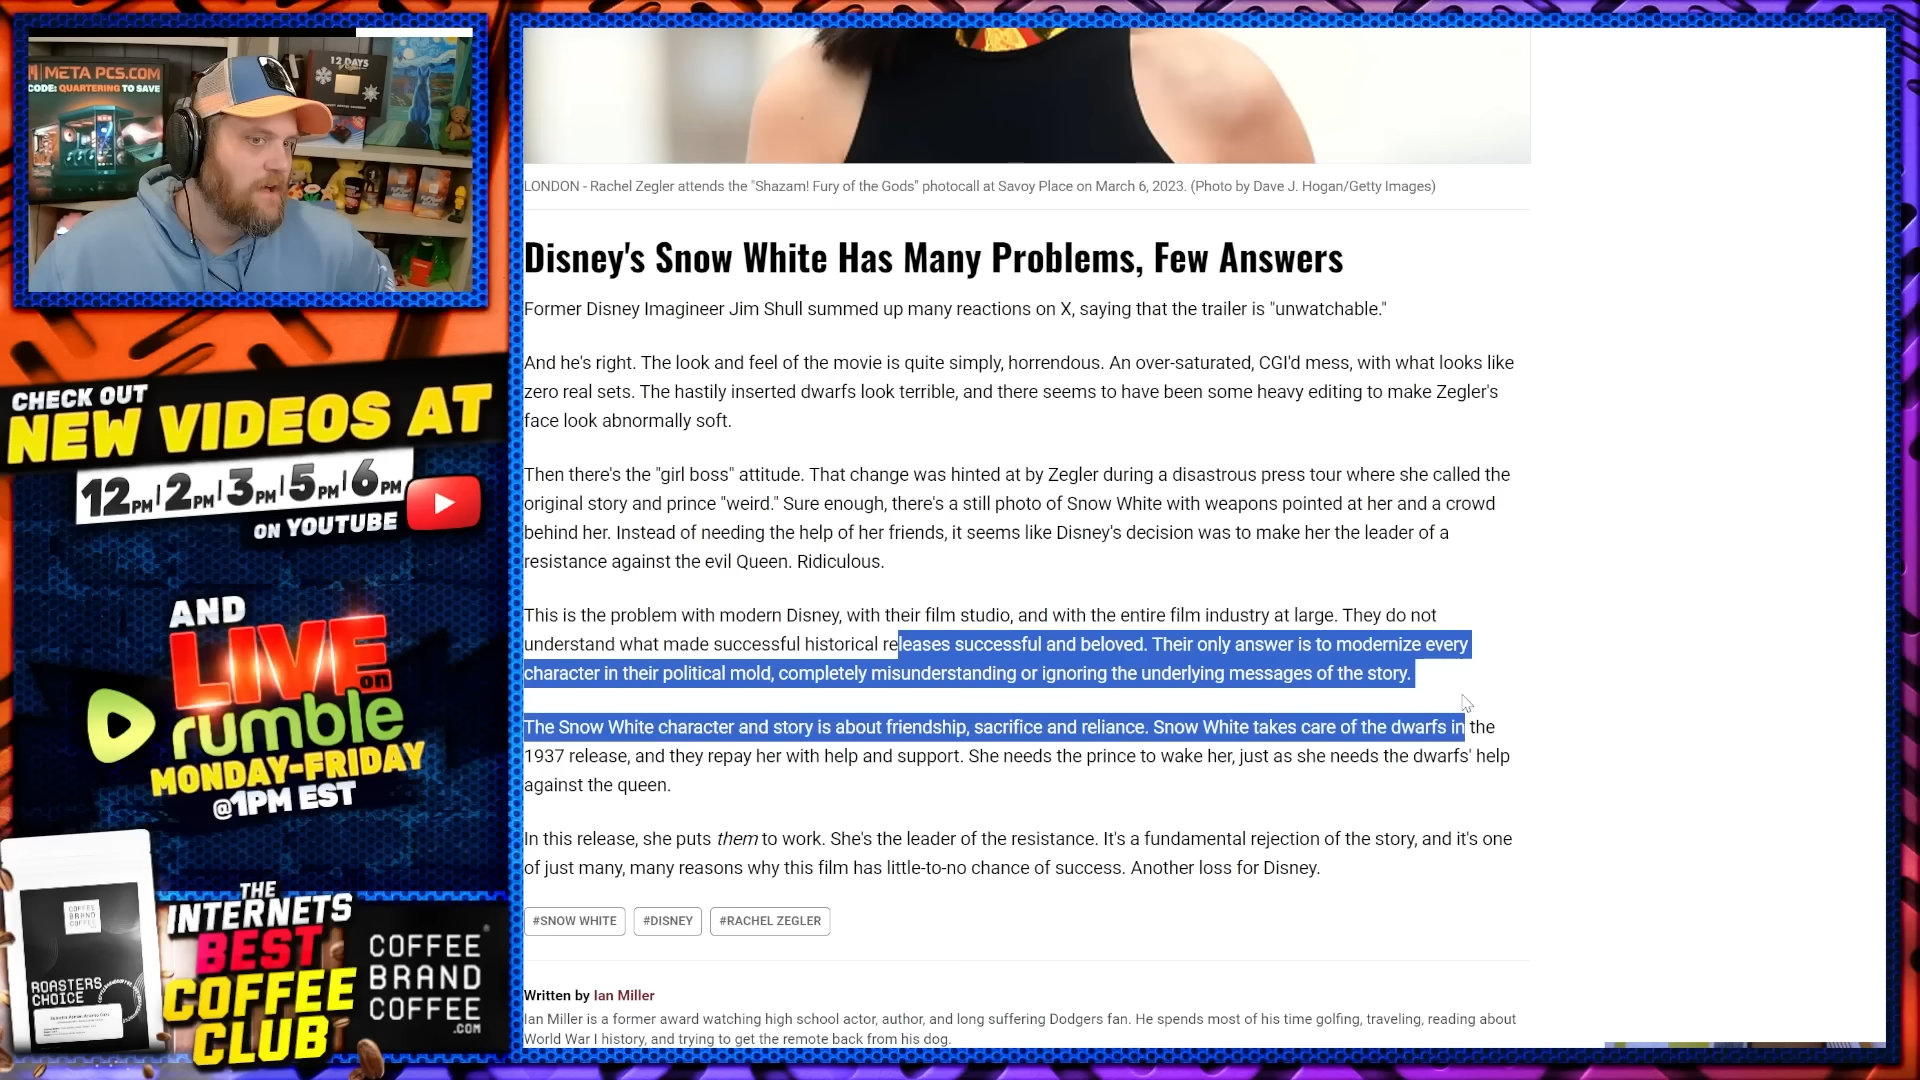 META PCS.COM
CODE: QUARTERING TO SAVE
12 DAYS
CHECK OUT
NEW VIDEOS AT
12PM | 2PM | 3PM | 5PM | 6PM
ON YOUTUBE
AND
LIVE
on
rumble
MONDAY-FRIDAY
@1PM EST
COFFEE
BRAND
COFFEE
ROASTERS
CHOICE
THE
INTERNETS
BEST
COFFEE
CLUB
COFFEE
BRAND
COFFEE
.COM
LONDON - Rachel Zegler attends the "Shazam! Fury of the Gods" photocall at Savoy Place on March 6, 2023. (Photo by Dave J. Hogan/Getty Images)
Disney's Snow White Has Many Problems, Few Answers
Former Disney Imagineer Jim Shull summed up many reactions on X, saying that the trailer is "unwatchable."
And he's right. The look and feel of the movie is quite simply, horrendous. An over-saturated, CGI'd mess, with what looks like
zero real sets. The hastily inserted dwarfs look terrible, and there seems to have been some heavy editing to make Zegler's
face look abnormally soft.
Then there's the "girl boss" attitude. That change was hinted at by Zegler during a disastrous press tour where she called the
original story and prince "weird." Sure enough, there's a still photo of Snow White with weapons pointed at her and a crowd
behind her. Instead of needing the help of her friends, it seems like Disney's decision was to make her the leader of a
resistance against the evil Queen. Ridiculous.
This is the problem with modern Disney, with their film studio, and with the entire film industry at large. They do not
understand what made successful historical releases successful and beloved. Their only answer is to modernize every
character in their political mold, completely misunderstanding or ignoring the underlying messages of the story.
The Snow White character and story is about friendship, sacrifice and reliance. Snow White takes care of the dwarfs in the
1937 release, and they repay her with help and support. She needs the prince to wake her, just as she needs the dwarfs' help
against the queen.
In this release, she puts them to work. She's the leader of the resistance. It's a fundamental rejection of the story, and it's one
of just many, many reasons why this film has little-to-no chance of success. Another loss for Disney.
#SNOW WHITE #DISNEY #RACHEL ZEGLER
Written by Ian Miller
Ian Miller is a former award watching high school actor, author, and long suffering Dodgers fan. He spends most of his time golfing, traveling, reading about
World War I history, and trying to get the remote back from his dog.